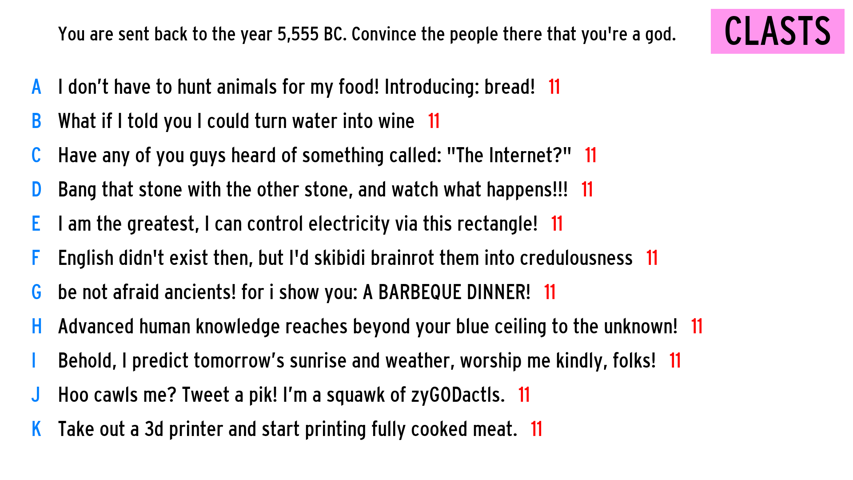 You are sent back to the year 5,555 BC. Convince the people there that you're a god.
CLASTS
A I don’t have to hunt animals for my food! Introducing: bread! 11
B What if I told you I could turn water into wine 11
C Have any of you guys heard of something called: "The Internet?" 11
D Bang that stone with the other stone, and watch what happens!!! 11
E I am the greatest, I can control electricity via this rectangle! 11
F English didn't exist then, but I'd skibidi brainrot them into credulousness 11
G be not afraid ancients! for i show you: A BARBEQUE DINNER! 11
H Advanced human knowledge reaches beyond your blue ceiling to the unknown! 11
I Behold, I predict tomorrow’s sunrise and weather, worship me kindly, folks! 11
J Hoo cawls me? Tweet a pik! I’m a squawk of zyGODactls. 11
K Take out a 3d printer and start printing fully cooked meat. 11